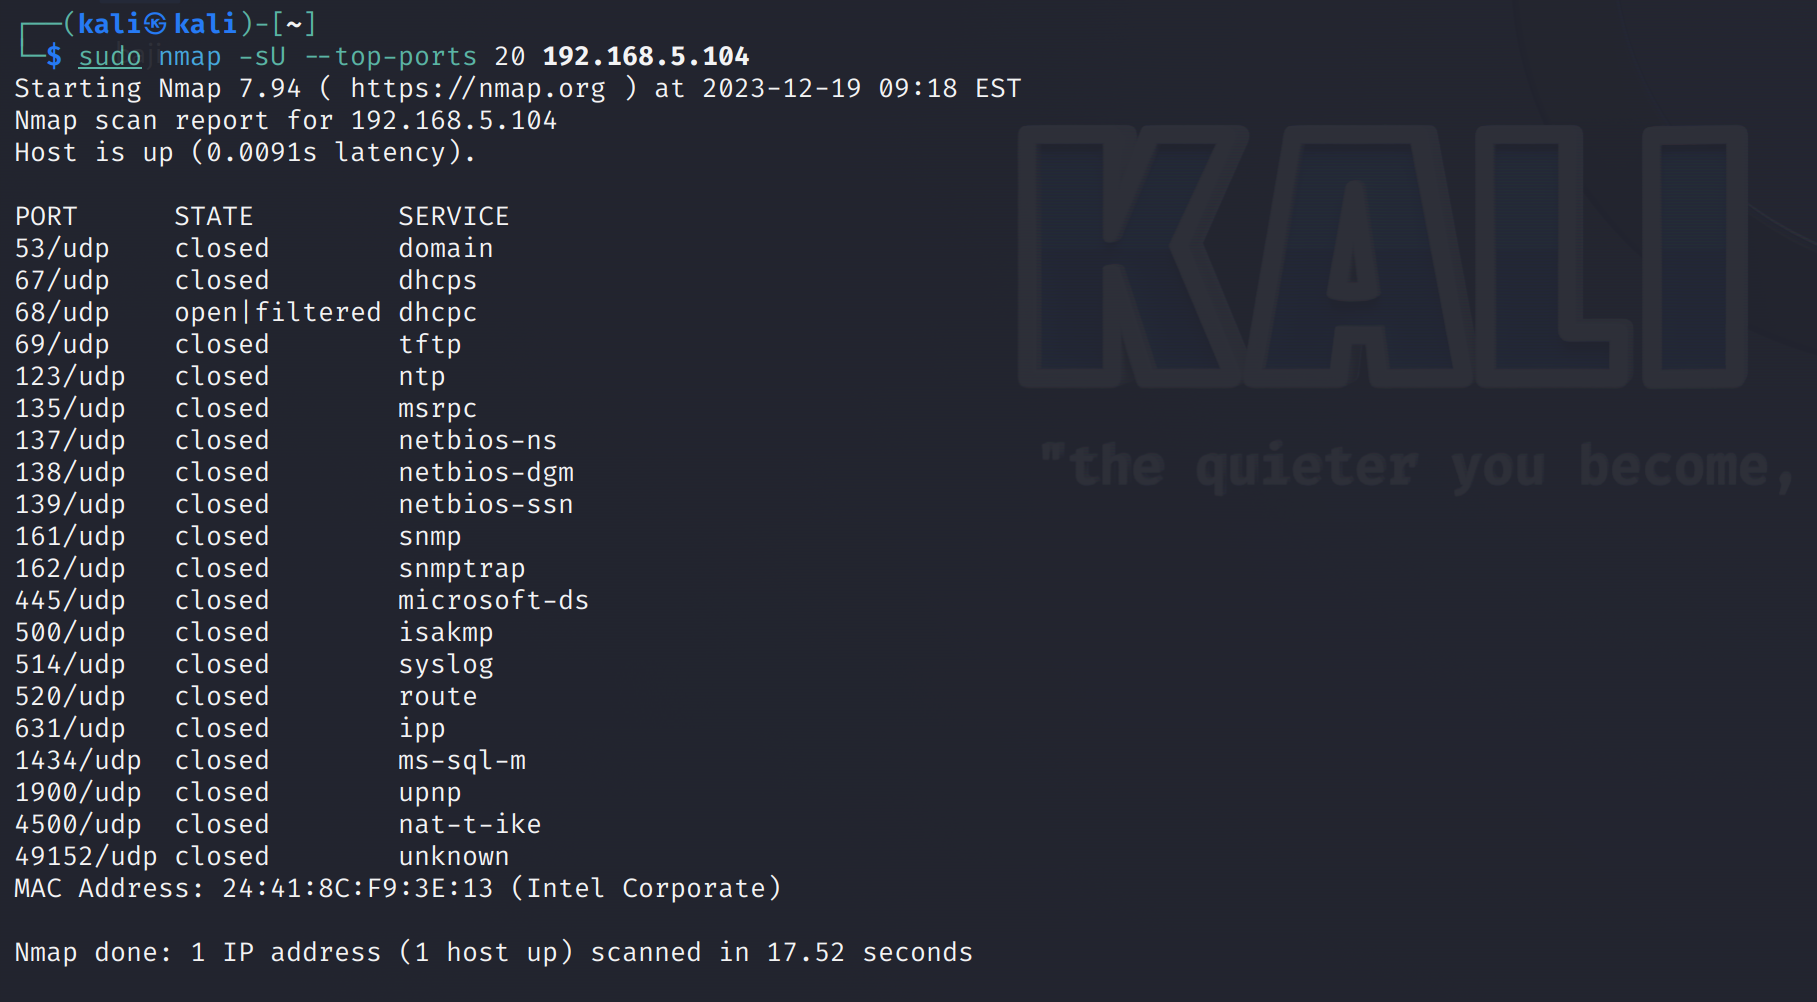 ┌──(kali㉿kali)-[~]
└─$ sudo nmap -sU --top-ports 20 192.168.5.104
Starting Nmap 7.94 ( https://nmap.org ) at 2023-12-19 09:18 EST
Nmap scan report for 192.168.5.104
Host is up (0.0091s latency).
PORT      STATE         SERVICE
53/udp    closed        domain
67/udp    closed        dhcps
68/udp    open|filtered dhcpc
69/udp    closed        tftp
123/udp   closed        ntp
135/udp   closed        msrpc
137/udp   closed        netbios-ns
138/udp   closed        netbios-dgm
139/udp   closed        netbios-ssn
161/udp   closed        snmp
162/udp   closed        snmptrap
445/udp   closed        microsoft-ds
500/udp   closed        isakmp
514/udp   closed        syslog
520/udp   closed        route
631/udp   closed        ipp
1434/udp  closed        ms-sql-m
1900/udp  closed        upnp
4500/udp  closed        nat-t-ike
49152/udp closed        unknown
MAC Address: 24:41:8C:F9:3E:13 (Intel Corporate)
Nmap done: 1 IP address (1 host up) scanned in 17.52 seconds
KALI
"the quieter you become,